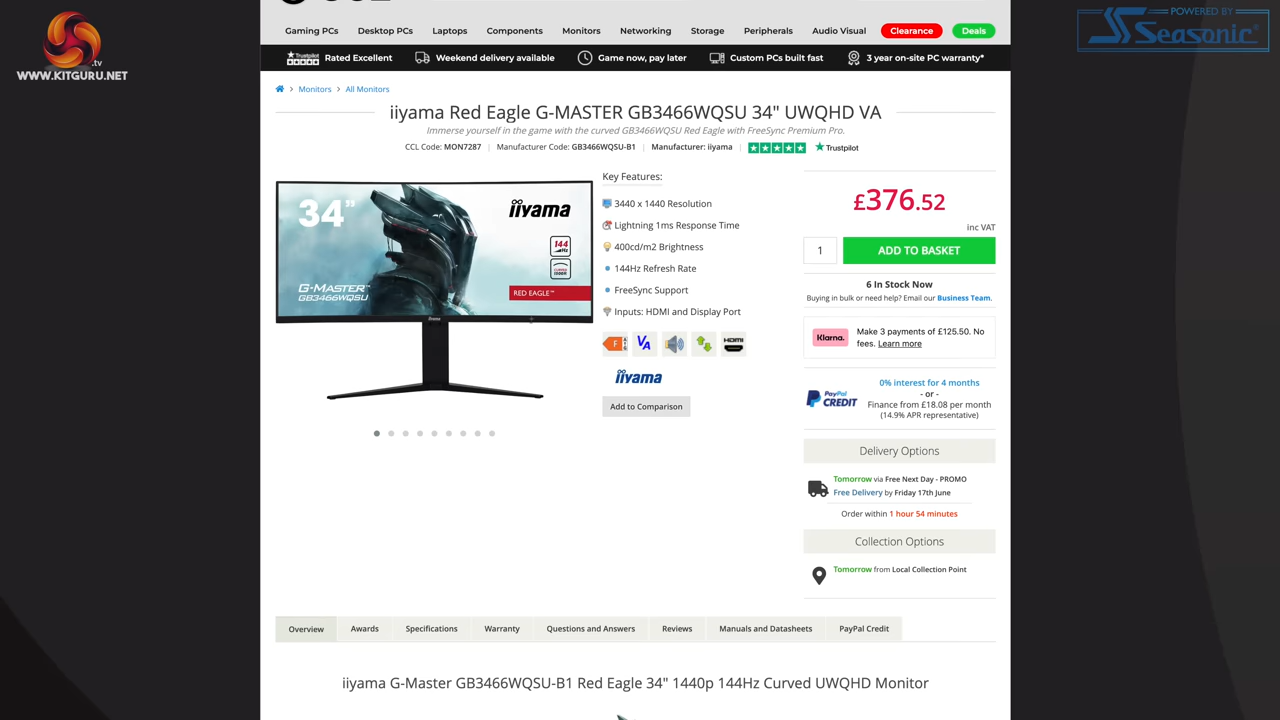 .tv
WWW.KITGURU.NET
POWERED BY
Seasonic
Gaming PCs Desktop PCs Laptops Components Monitors Networking Storage Peripherals Audio Visual Clearance Deals
Trustpilot Rated Excellent Weekend delivery available Game now, pay later Custom PCs built fast 3 year on-site PC warranty*
Monitors All Monitors
iiyama Red Eagle G-MASTER GB3466WQSU 34" UWQHD VA
Immerse yourself in the game with the curved GB3466WQSU Red Eagle with FreeSync Premium Pro.
CCL Code: MON7287 | Manufacturer Code: GB3466WQSU-B1 | Manufacturer: iiyama | Trustpilot
34"
iiyama
144
Hz
G-MASTER™
GB3466WQSU
RED EAGLE™
Key Features:
3440 x 1440 Resolution
Lightning 1ms Response Time
400cd/m2 Brightness
144Hz Refresh Rate
FreeSync Support
Inputs: HDMI and Display Port
F VA HDMI
iiyama
Add to Comparison
£376.52
inc VAT
1 ADD TO BASKET
6 In Stock Now
Buying in bulk or need help? Email our Business Team.
Klarna. Make 3 payments of £125.50. No
fees. Learn more
PayPal
CREDIT
0% interest for 4 months
- or -
Finance from £18.08 per month
(14.9% APR representative)
Delivery Options
Tomorrow via Free Next Day - PROMO
Free Delivery by Friday 17th June
Order within 1 hour 54 minutes
Collection Options
Tomorrow from Local Collection Point
Overview Awards Specifications Warranty Questions and Answers Reviews Manuals and Datasheets PayPal Credit
iiyama G-Master GB3466WQSU-B1 Red Eagle 34" 1440p 144Hz Curved UWQHD Monitor